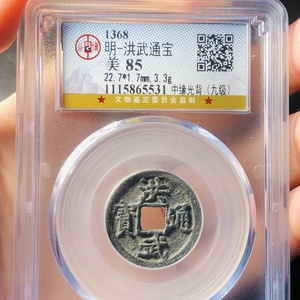 1368
明-洪武通宝
美 85
22.7*1.7mm,3.3g
1115865531 中缘光背(九级)
★ 文物鉴定委员会监制 ★
洪武通寶